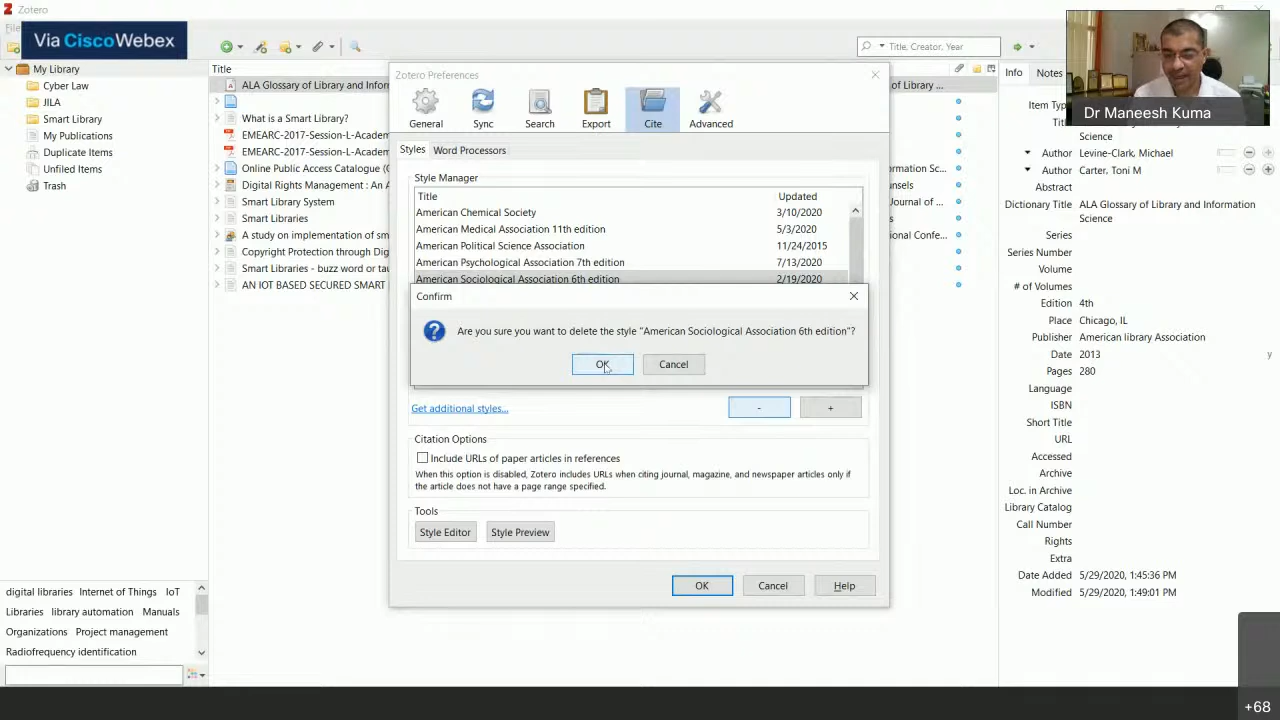 Zotero
Via CiscoWebex
Title, Creator, Year
My Library
Cyber Law
JILA
Smart Library
My Publications
Duplicate Items
Unfiled Items
Trash
Title
ALA Glossary of Library and Inform
What is a Smart Library?
EMEARC-2017-Session-L-Academ
EMEARC-2017-Session-L-Academ
Online Public Access Catalogue (
Digital Rights Management : An A
Smart Library System
Smart Libraries
A study on implementation of sm
Copyright Protection through Dig
Smart Libraries - buzz word or tau
AN IOT BASED SECURED SMART
of Library ...
formation Sc...
unsels
Journal of ...
ional Confe...
Zotero Preferences
General
Sync
Search
Export
Cite
Advanced
Styles
Word Processors
Style Manager
Title Updated
American Chemical Society 3/10/2020
American Medical Association 11th edition 5/3/2020
American Political Science Association 11/24/2015
American Psychological Association 7th edition 7/13/2020
American Sociological Association 6th edition 2/19/2020
Confirm
Are you sure you want to delete the style "American Sociological Association 6th edition"?
OK
Cancel
Get additional styles...
-
+
Citation Options
Include URLs of paper articles in references
When this option is disabled, Zotero includes URLs when citing journal, magazine, and newspaper articles only if
the article does not have a page range specified.
Tools
Style Editor
Style Preview
OK
Cancel
Help
Info
Notes
Dr Maneesh Kuma
Science
Author Levine-Clark, Michael
Author Carter, Toni M
Abstract
Dictionary Title ALA Glossary of Library and Information
Science
Series
Series Number
Volume
# of Volumes
Edition 4th
Place Chicago, IL
Publisher American library Association
Date 2013 y
Pages 280
Language
ISBN
Short Title
URL
Accessed
Archive
Loc. in Archive
Library Catalog
Call Number
Rights
Extra
Date Added 5/29/2020, 1:45:36 PM
Modified 5/29/2020, 1:49:01 PM
digital libraries Internet of Things IoT
Libraries library automation Manuals
Organizations Project management
Radiofrequency identification
+68